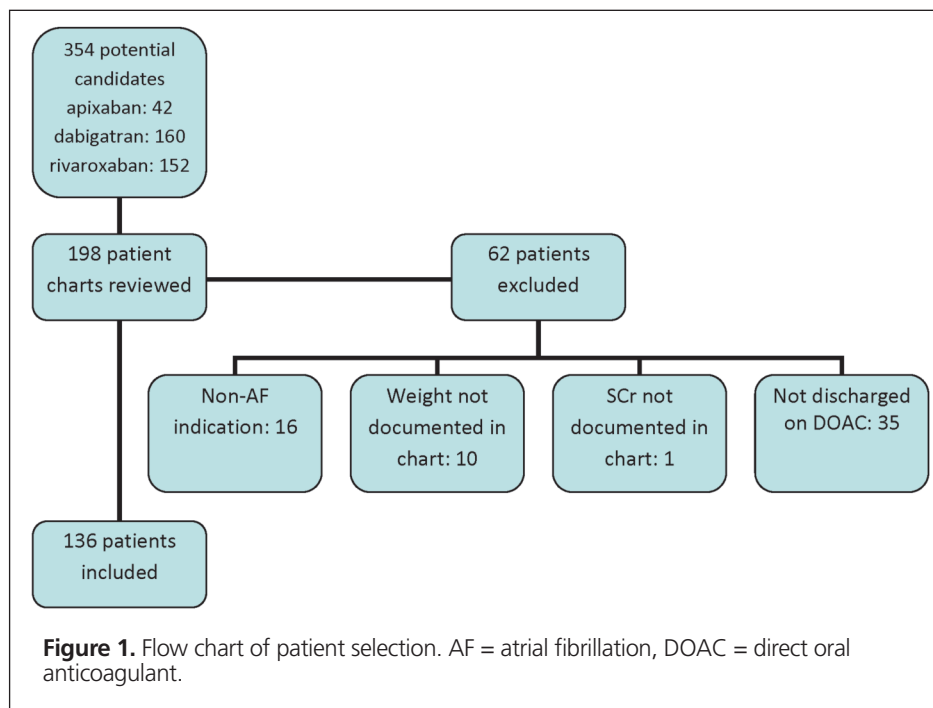 354 potential
candidates
apixaban: 42
dabigatran: 160
rivaroxaban: 152
198 patient
charts reviewed
62 patients
excluded
Non-AF
indication: 16
Weight not
documented in
chart: 10
SCr not
documented in
chart: 1
Not discharged
on DOAC: 35
136 patients
included
Figure 1. Flow chart of patient selection. AF = atrial fibrillation, DOAC = direct oral
anticoagulant.